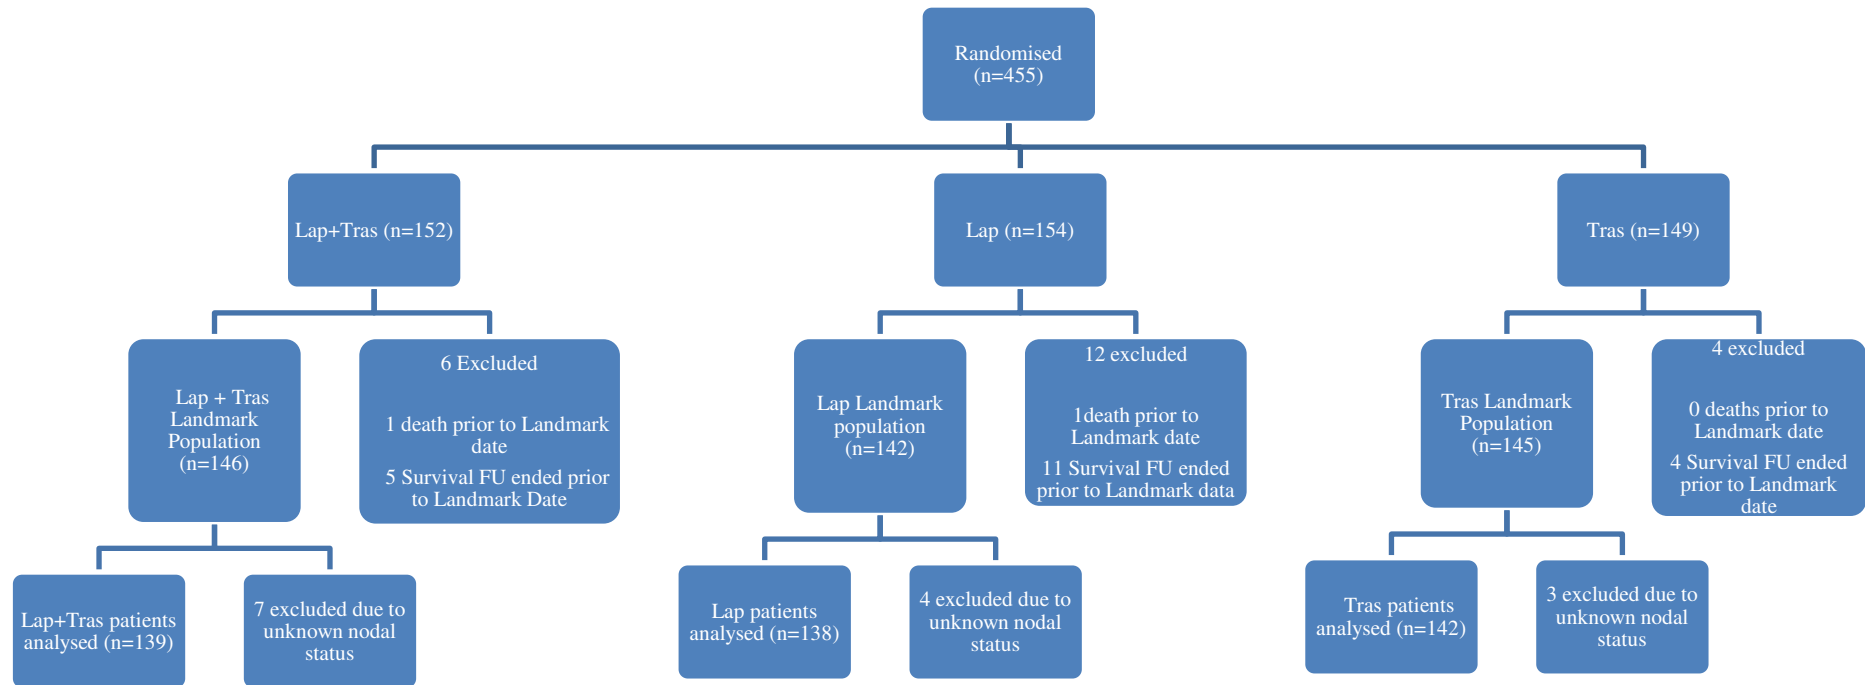 Randomised
(n=455)
Lap+Tras (n=152)
Lap (n=154)
Tras (n=149)
Lap + Tras
Landmark
Population
(n=146)
6 Excluded
1 death prior to Landmark
date
5 Survival FU ended prior
to Landmark Date
Lap Landmark
population
(n=142)
12 excluded
1death prior to
Landmark date
11 Survival FU ended
prior to Landmark data
Tras Landmark
Population
(n=145)
4 excluded
0 deaths prior to
Landmark date
4 Survival FU ended
prior to Landmark
date
Lap+Tras patients
analysed (n=139)
7 excluded due to
unknown nodal
status
Lap patients
analysed (n=138)
4 excluded due to
unknown nodal
status
Tras patients
analysed (n=142)
3 excluded due to
unknown nodal
status